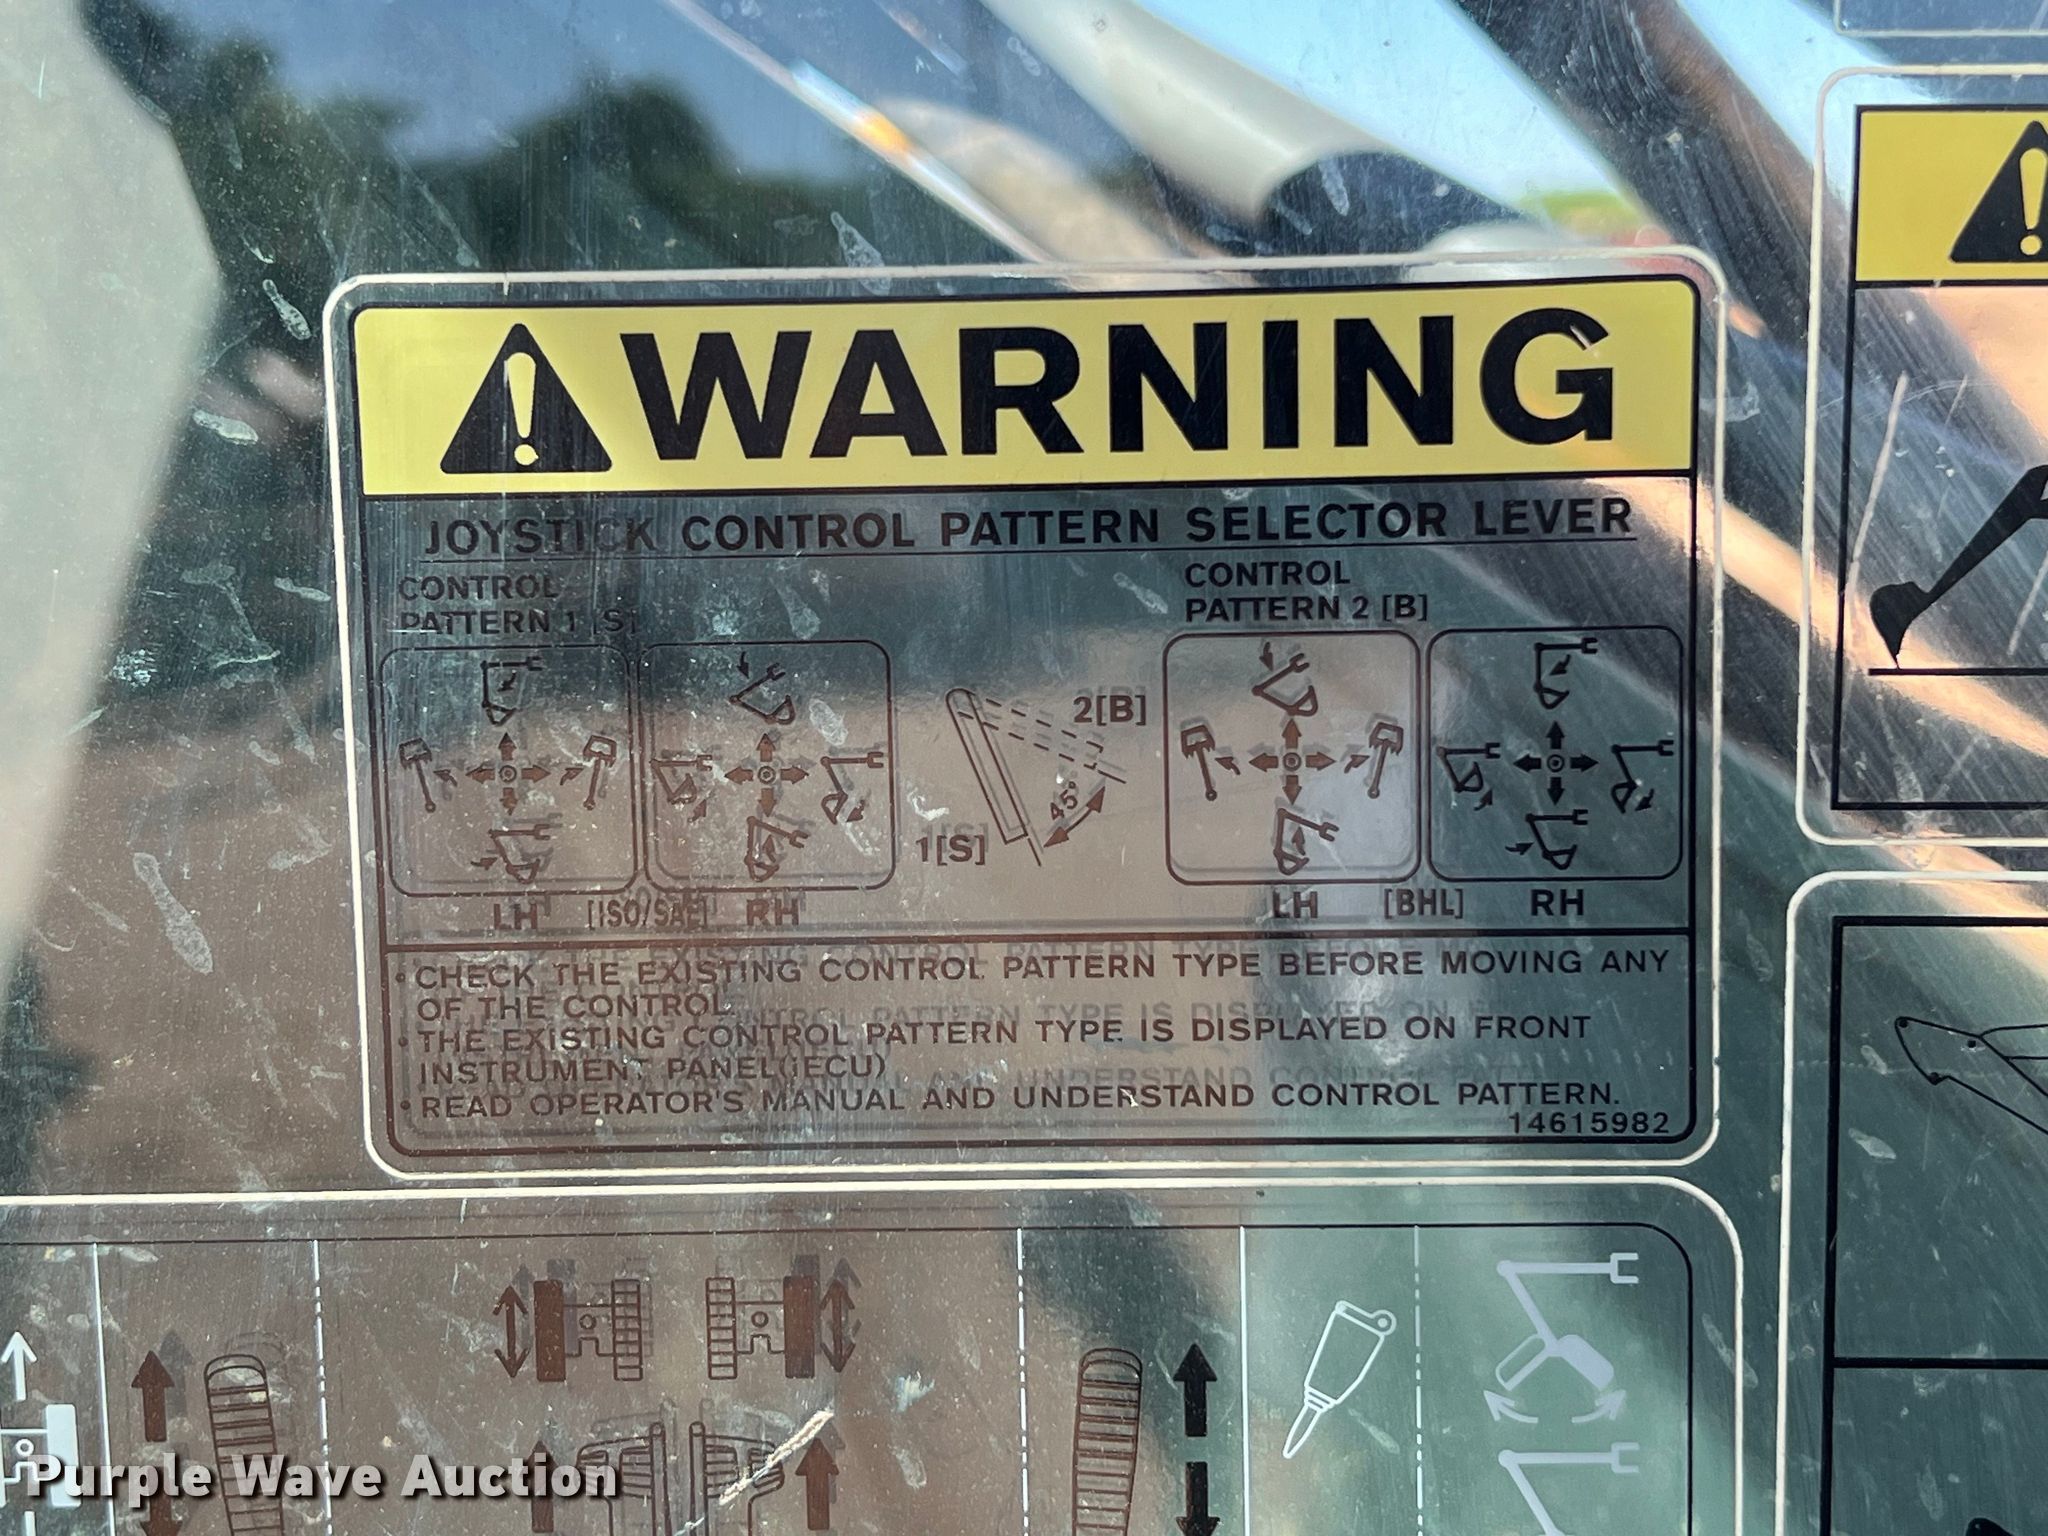 WARNING
JOYSTICK CONTROL PATTERN SELECTOR LEVER
CONTROL
PATTERN 1 [S]
CONTROL
PATTERN 2 [B]
2[B]
45°
1[S]
LH [ISO/SAE] RH
LH [BHL] RH
• CHECK THE EXISTING CONTROL PATTERN TYPE BEFORE MOVING ANY
OF THE CONTROL.
• THE EXISTING CONTROL PATTERN TYPE IS DISPLAYED ON FRONT
INSTRUMENT PANEL(IECU)
• READ OPERATOR'S MANUAL AND UNDERSTAND CONTROL PATTERN.
14615982
Purple Wave Auction